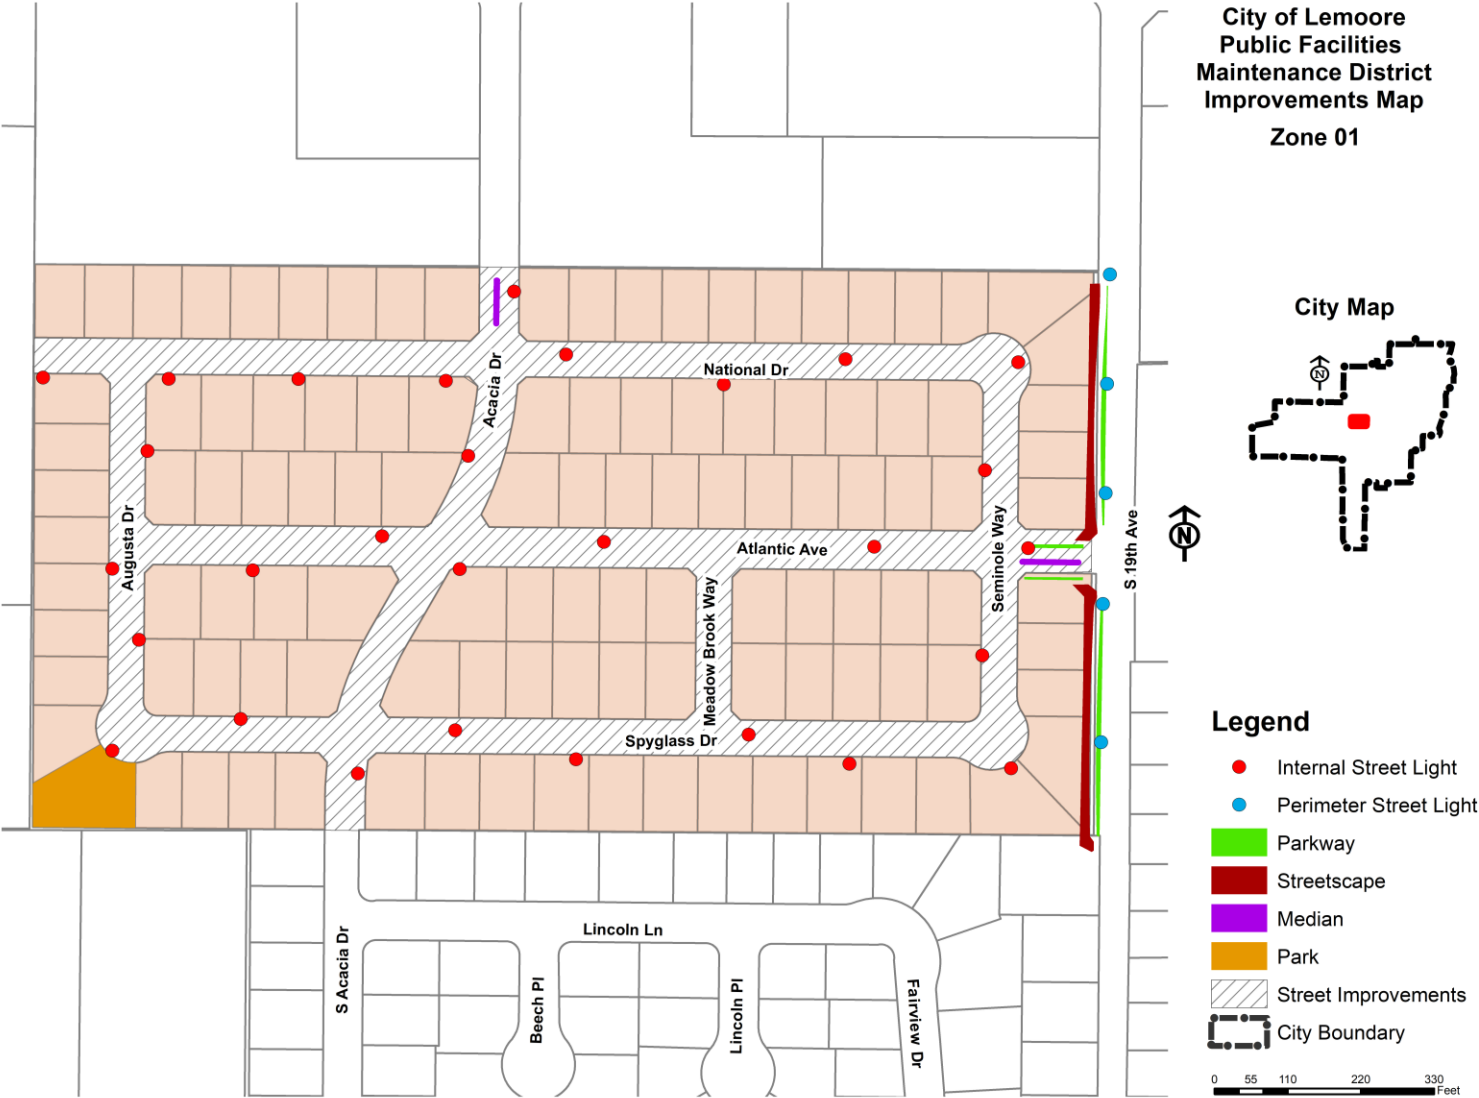 City of Lemoore
Public Facilities
Maintenance District
Improvements Map
Zone 01
City Map
N
Acacia Dr
National Dr
Augusta Dr
Atlantic Ave
Seminole Way
S 19th Ave
N
Meadow Brook Way
Spyglass Dr
Legend
Internal Street Light
Perimeter Street Light
Parkway
Streetscape
Median
Park
Street Improvements
City Boundary
0 55 110 220 330
Feet
Lincoln Ln
S Acacia Dr
Beech Pl
Lincoln Pl
Fairview Dr